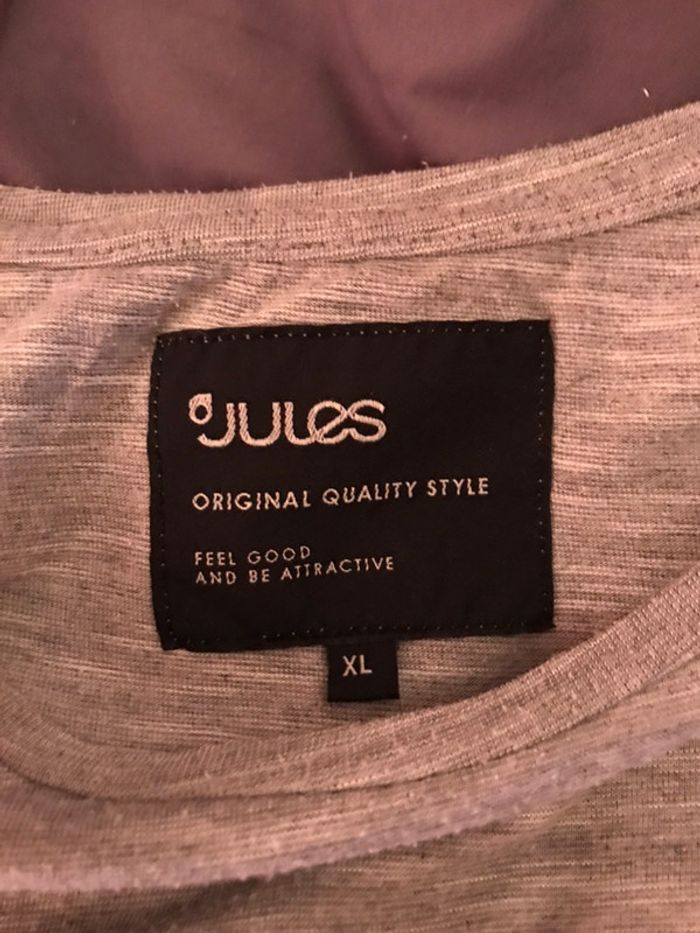 JULES
ORIGINAL QUALITY STYLE
FEEL GOOD
AND BE ATTRACTIVE
XL